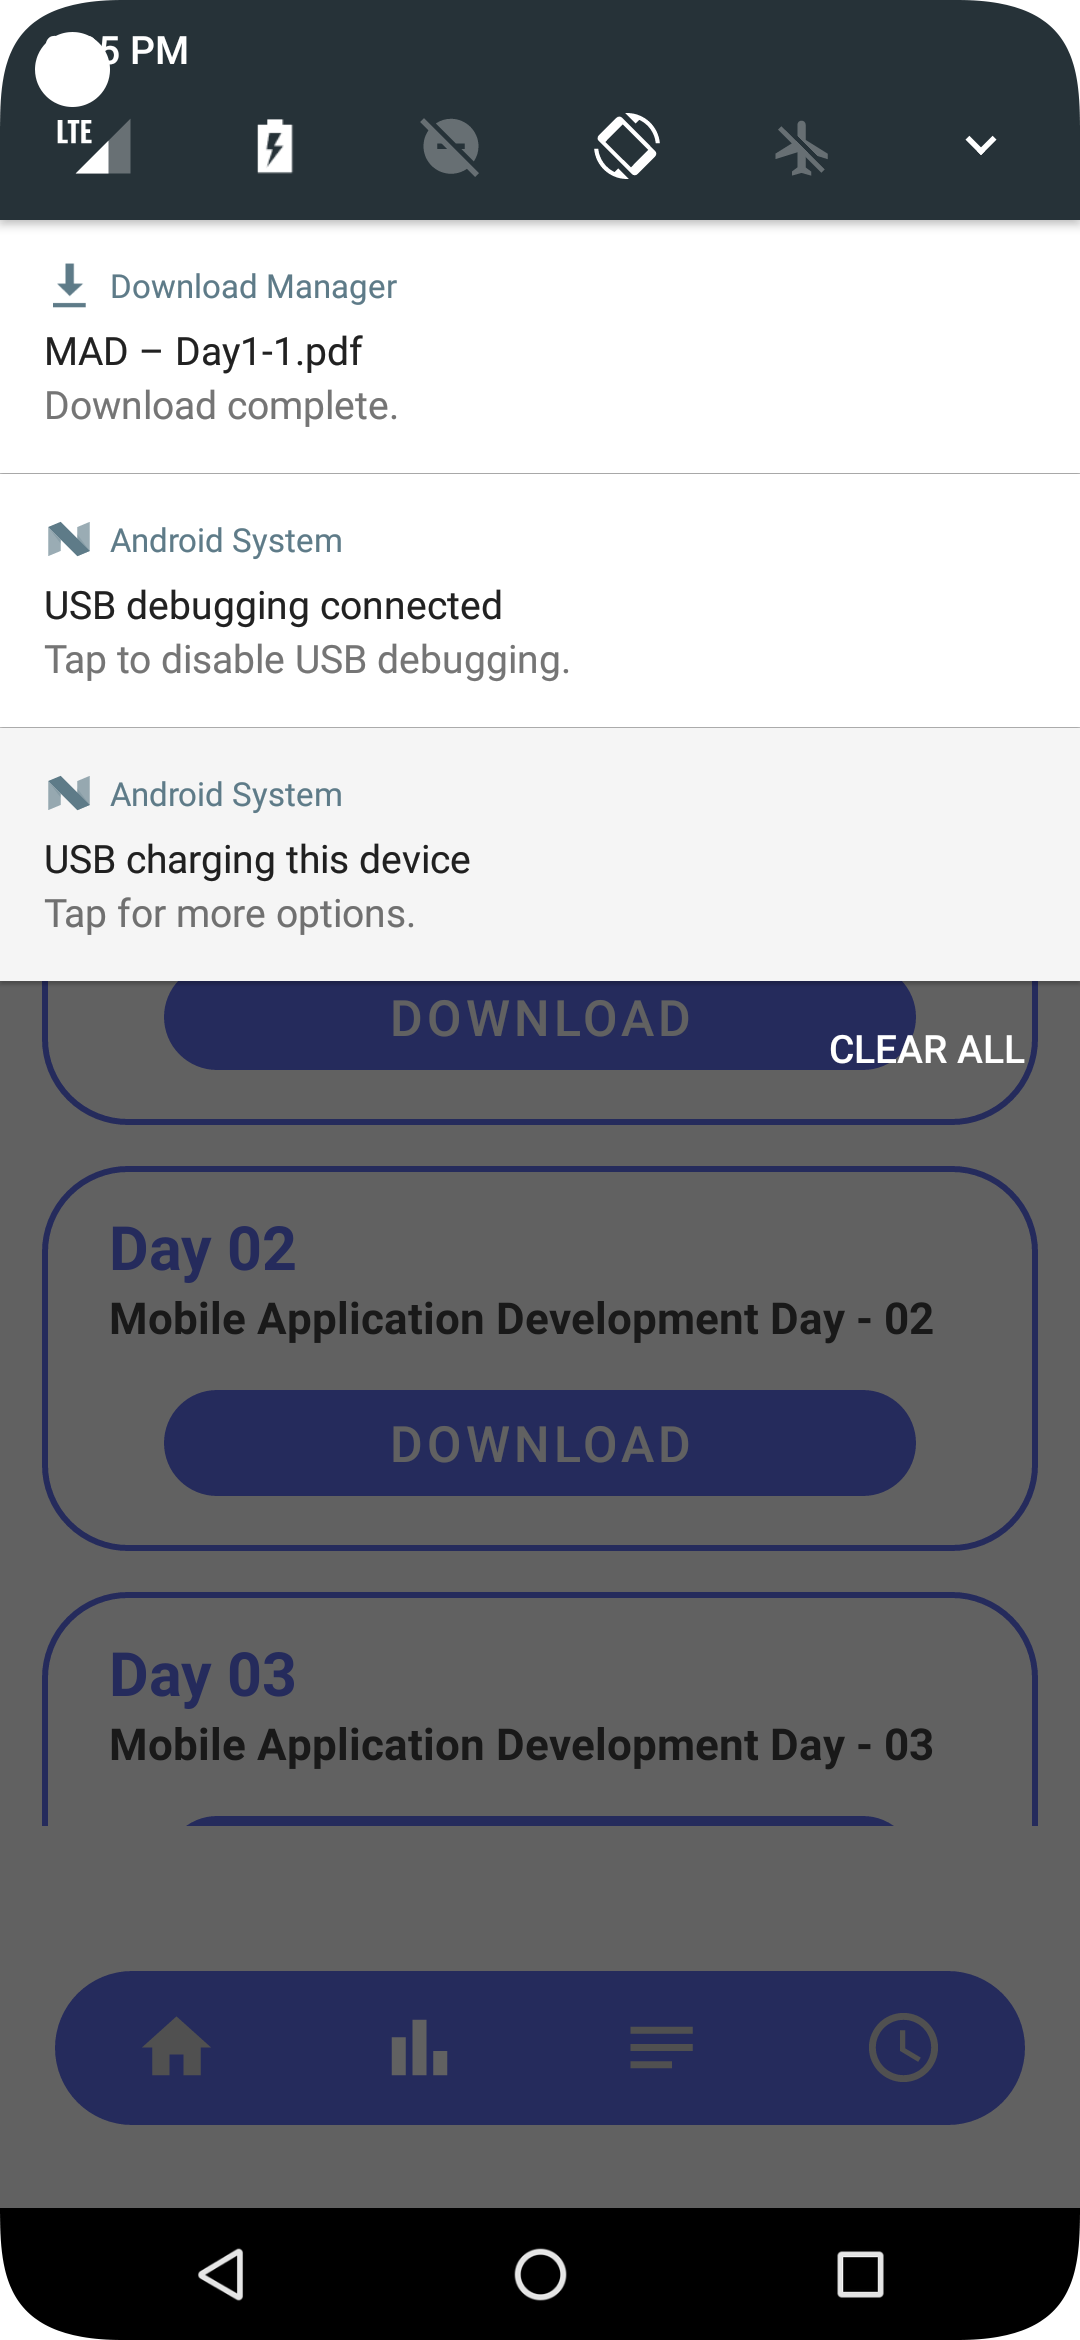 5 PM
LTE
Download Manager
MAD – Day1-1.pdf
Download complete.
Android System
USB debugging connected
Tap to disable USB debugging.
Android System
USB charging this device
Tap for more options.
DOWNLOAD
CLEAR ALL
Day 02
Mobile Application Development Day - 02
DOWNLOAD
Day 03
Mobile Application Development Day - 03